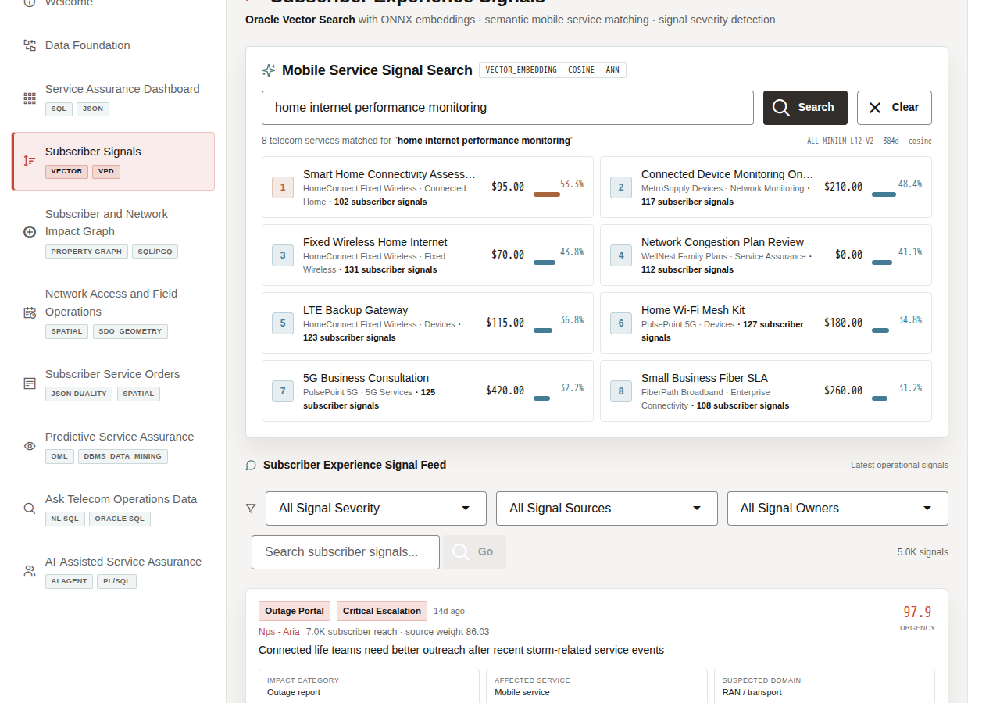 Welcome
Data Foundation
Service Assurance Dashboard
SQL JSON
Subscriber Signals
VECTOR VPD
Subscriber and Network
Impact Graph
PROPERTY GRAPH SQL/PGQ
Network Access and Field
Operations
SPATIAL SDO_GEOMETRY
Subscriber Service Orders
JSON DUALITY SPATIAL
Predictive Service Assurance
OML DBMS_DATA_MINING
Ask Telecom Operations Data
NL SQL ORACLE SQL
AI-Assisted Service Assurance
AI AGENT PL/SQL
Subscriber Experience Signals
Oracle Vector Search with ONNX embeddings · semantic mobile service matching · signal severity detection
Mobile Service Signal Search VECTOR_EMBEDDING · COSINE · ANN
home internet performance monitoring
Search
Clear
8 telecom services matched for "home internet performance monitoring"
ALL_MINILM_L12_V2 · 384d · cosine
1
Smart Home Connectivity Assess…
HomeConnect Fixed Wireless · Connected
Home · 102 subscriber signals
$95.00
53.3%
2
Connected Device Monitoring On…
MetroSupply Devices · Network Monitoring ·
117 subscriber signals
$210.00
48.4%
3
Fixed Wireless Home Internet
HomeConnect Fixed Wireless · Fixed
Wireless · 131 subscriber signals
$70.00
43.8%
4
Network Congestion Plan Review
WellNest Family Plans · Service Assurance ·
112 subscriber signals
$0.00
41.1%
5
LTE Backup Gateway
HomeConnect Fixed Wireless · Devices ·
123 subscriber signals
$115.00
36.8%
6
Home Wi-Fi Mesh Kit
PulsePoint 5G · Devices · 127 subscriber
signals
$180.00
34.8%
7
5G Business Consultation
PulsePoint 5G · 5G Services · 125
subscriber signals
$420.00
32.2%
8
Small Business Fiber SLA
FiberPath Broadband · Enterprise
Connectivity · 108 subscriber signals
$260.00
31.2%
Subscriber Experience Signal Feed
Latest operational signals
All Signal Severity
All Signal Sources
All Signal Owners
Search subscriber signals...
Go
5.0K signals
Outage Portal Critical Escalation 14d ago
97.9
URGENCY
Nps - Aria 7.0K subscriber reach · source weight 86.03
Connected life teams need better outreach after recent storm-related service events
IMPACT CATEGORY
Outage report
AFFECTED SERVICE
Mobile service
SUSPECTED DOMAIN
RAN / transport